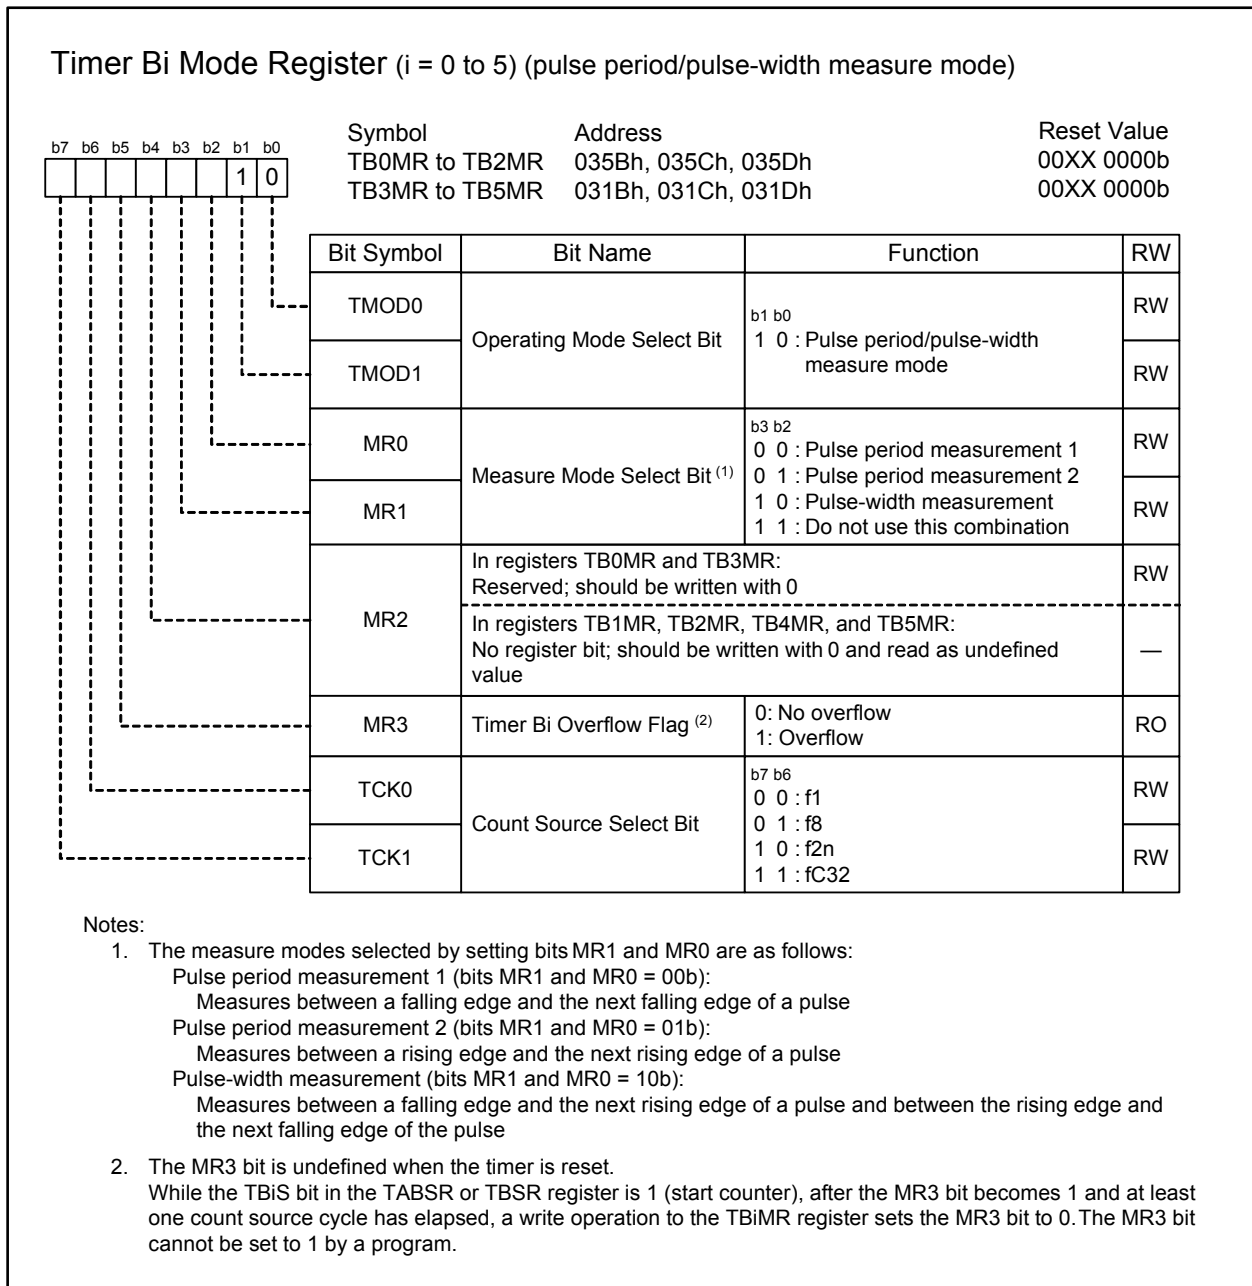 Timer Bi Mode Register (i = 0 to 5) (pulse period/pulse-width measure mode)
b7 b6 b5 b4 b3 b2 b1 b0
1 0
Symbol Address Reset Value
TB0MR to TB2MR 035Bh, 035Ch, 035Dh 00XX 0000b
TB3MR to TB5MR 031Bh, 031Ch, 031Dh 00XX 0000b
Bit Symbol Bit Name Function RW
TMOD0 RW
Operating Mode Select Bit
b1 b0
1 0 : Pulse period/pulse-width
measure mode
TMOD1 RW
MR0 RW
Measure Mode Select Bit (1)
b3 b2
0 0 : Pulse period measurement 1
0 1 : Pulse period measurement 2
1 0 : Pulse-width measurement
1 1 : Do not use this combination
MR1 RW
MR2
In registers TB0MR and TB3MR:
Reserved; should be written with 0
RW
In registers TB1MR, TB2MR, TB4MR, and TB5MR:
No register bit; should be written with 0 and read as undefined
value
—
MR3 Timer Bi Overflow Flag (2)
0: No overflow
1: Overflow
RO
TCK0 RW
Count Source Select Bit
b7 b6
0 0 : f1
0 1 : f8
1 0 : f2n
1 1 : fC32
TCK1 RW
Notes:
1. The measure modes selected by setting bits MR1 and MR0 are as follows:
Pulse period measurement 1 (bits MR1 and MR0 = 00b):
Measures between a falling edge and the next falling edge of a pulse
Pulse period measurement 2 (bits MR1 and MR0 = 01b):
Measures between a rising edge and the next rising edge of a pulse
Pulse-width measurement (bits MR1 and MR0 = 10b):
Measures between a falling edge and the next rising edge of a pulse and between the rising edge and
the next falling edge of the pulse
2. The MR3 bit is undefined when the timer is reset.
While the TBiS bit in the TABSR or TBSR register is 1 (start counter), after the MR3 bit becomes 1 and at least
one count source cycle has elapsed, a write operation to the TBiMR register sets the MR3 bit to 0. The MR3 bit
cannot be set to 1 by a program.